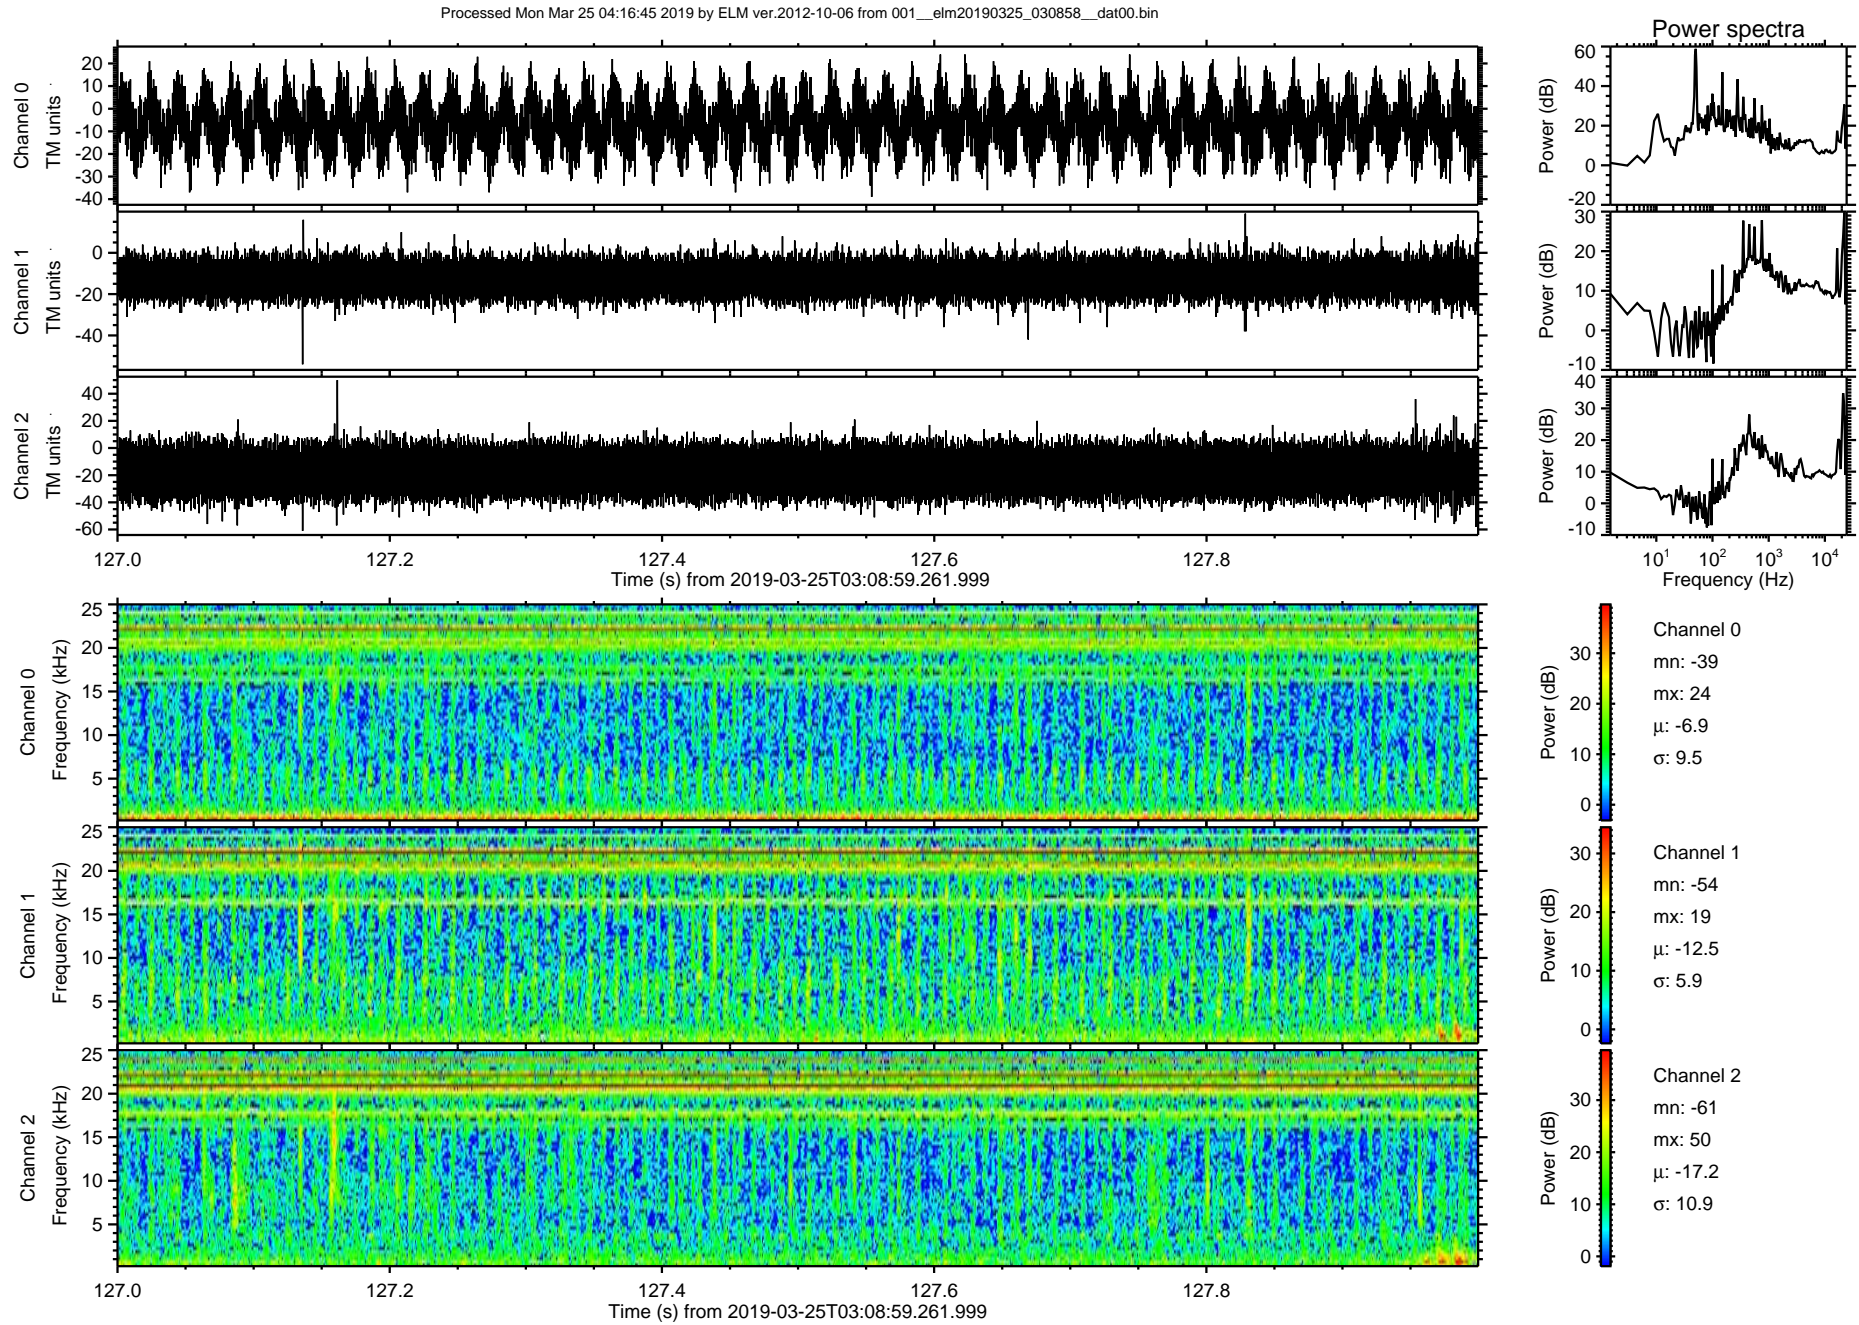 Processed Mon Mar 25 04:16:45 2019 by ELM ver.2012-10-06 from 001__elm20190325_030858__dat00.bin
Power spectra
Channel 0
TM units
20
10
0
-10
-20
-30
-40
Power (dB)
60
40
20
0
-20
Channel 1
TM units
0
-20
-40
Power (dB)
30
20
10
0
-10
Channel 2
TM units
40
20
0
-20
-40
-60
Power (dB)
40
30
20
10
0
-10
127.0 127.2 127.4 127.6 127.8
Time (s) from 2019-03-25T03:08:59.261.999
10¹ 10² 10³ 10⁴
Frequency (Hz)
Channel 0
Frequency (kHz)
25
20
15
10
5
Power (dB)
30
20
10
0
Channel 0
mn: -39
mx: 24
μ: -6.9
σ: 9.5
Channel 1
Frequency (kHz)
25
20
15
10
5
Power (dB)
30
20
10
0
Channel 1
mn: -54
mx: 19
μ: -12.5
σ: 5.9
Channel 2
Frequency (kHz)
25
20
15
10
5
Power (dB)
30
20
10
0
Channel 2
mn: -61
mx: 50
μ: -17.2
σ: 10.9
127.0 127.2 127.4 127.6 127.8
Time (s) from 2019-03-25T03:08:59.261.999